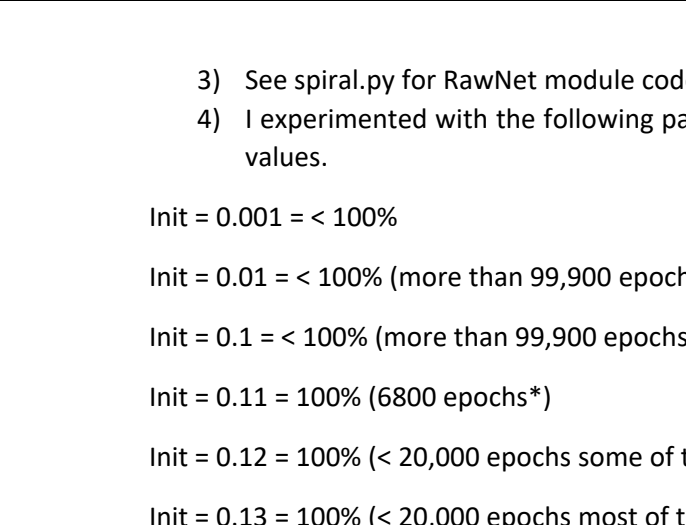 3) See spiral.py for RawNet module cod
4) I experimented with the following pa
values.
Init = 0.001 = < 100%
Init = 0.01 = < 100% (more than 99,900 epoch
Init = 0.1 = < 100% (more than 99,900 epochs
Init = 0.11 = 100% (6800 epochs*)
Init = 0.12 = 100% (< 20,000 epochs some of t
Init = 0.13 = 100% (< 20,000 epochs most of t